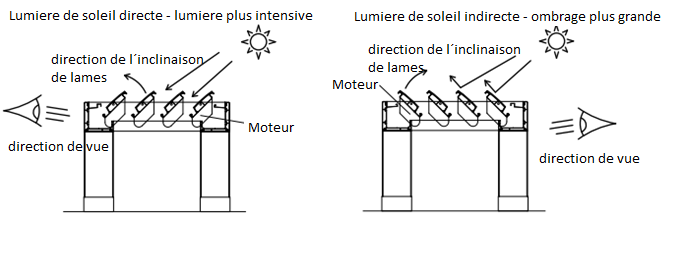 Lumiere de soleil directe - lumiere plus intensive
direction de l´inclinaison
de lames
Moteur
direction de vue
Lumiere de soleil indirecte - ombrage plus grande
direction de l´inclinaison
de lames
Moteur
direction de vue